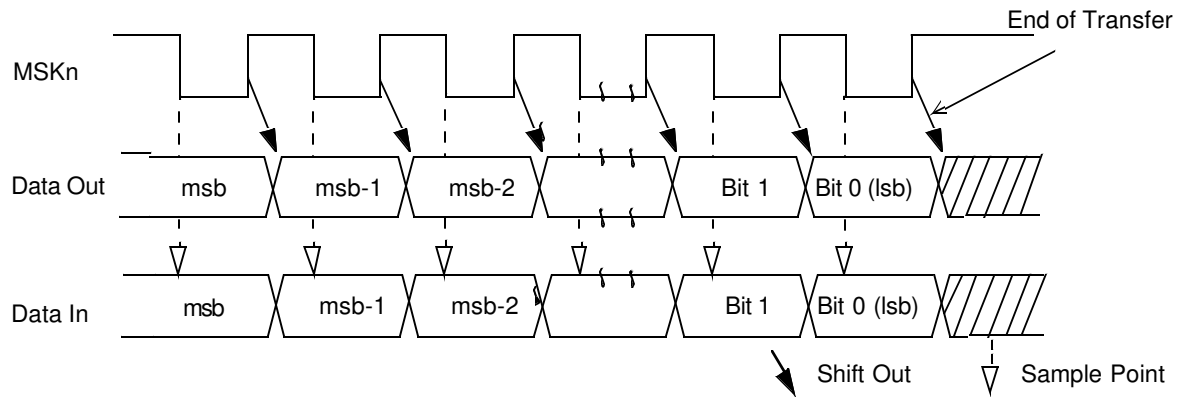 End of Transfer
MSKn
Data Out
msb
msb-1
msb-2
Bit 1
Bit 0 (lsb)
Data In
msb
msb-1
msb-2
Bit 1
Bit 0 (lsb)
Shift Out
Sample Point